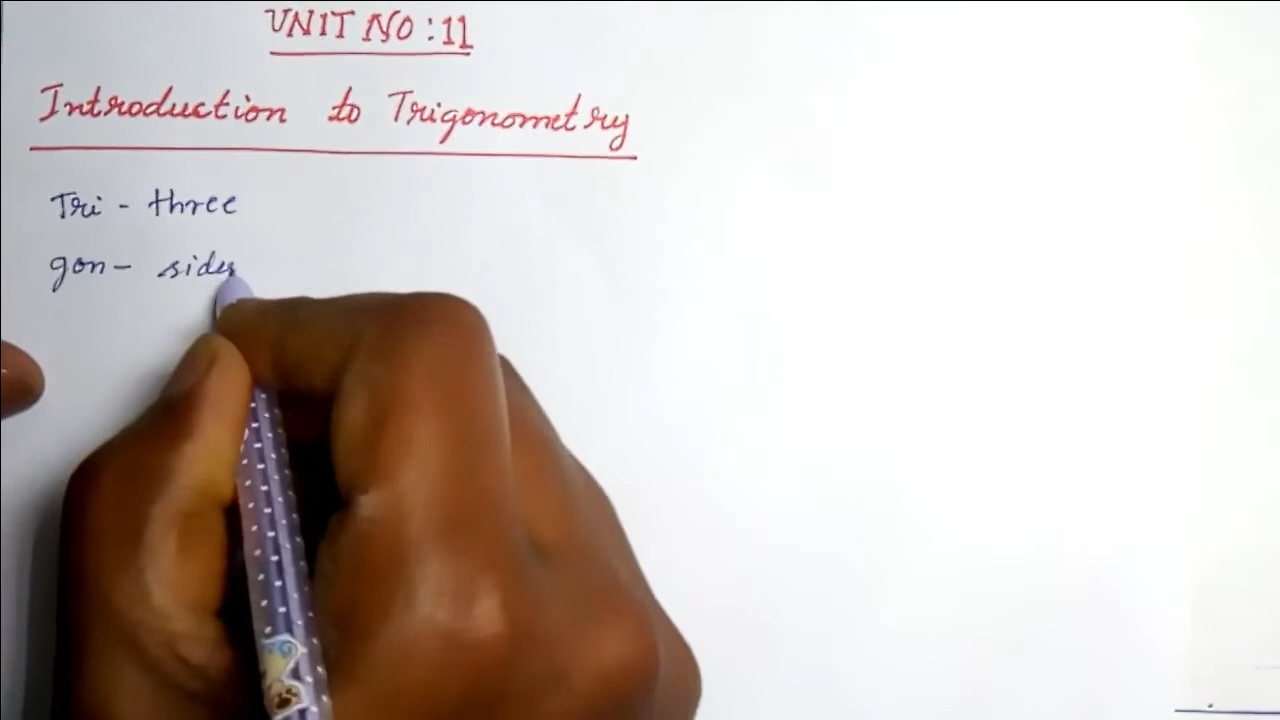 UNIT NO : 11
Introduction to Trigonometry
Tri - three
gon - sides